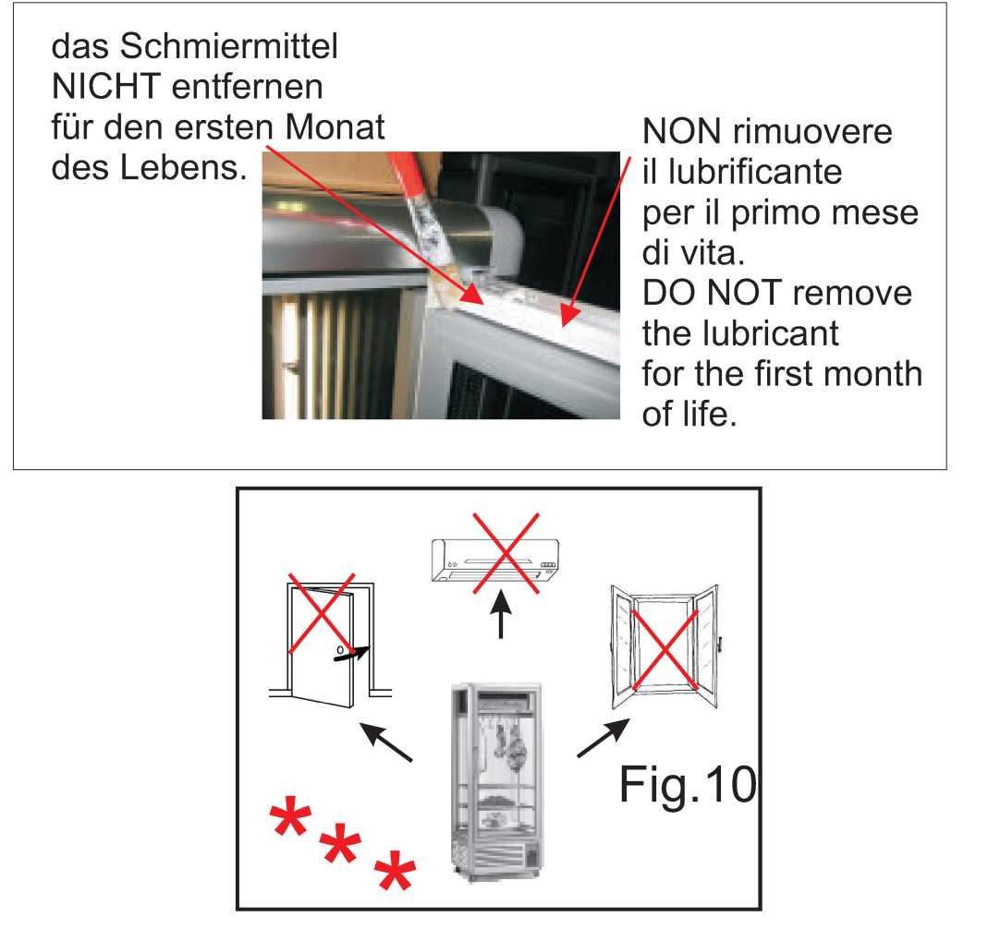 das Schmiermittel
NICHT entfernen
für den ersten Monat
des Lebens.
NON rimuovere
il lubrificante
per il primo mese
di vita.
DO NOT remove
the lubricant
for the first month
of life.
Fig.10
***